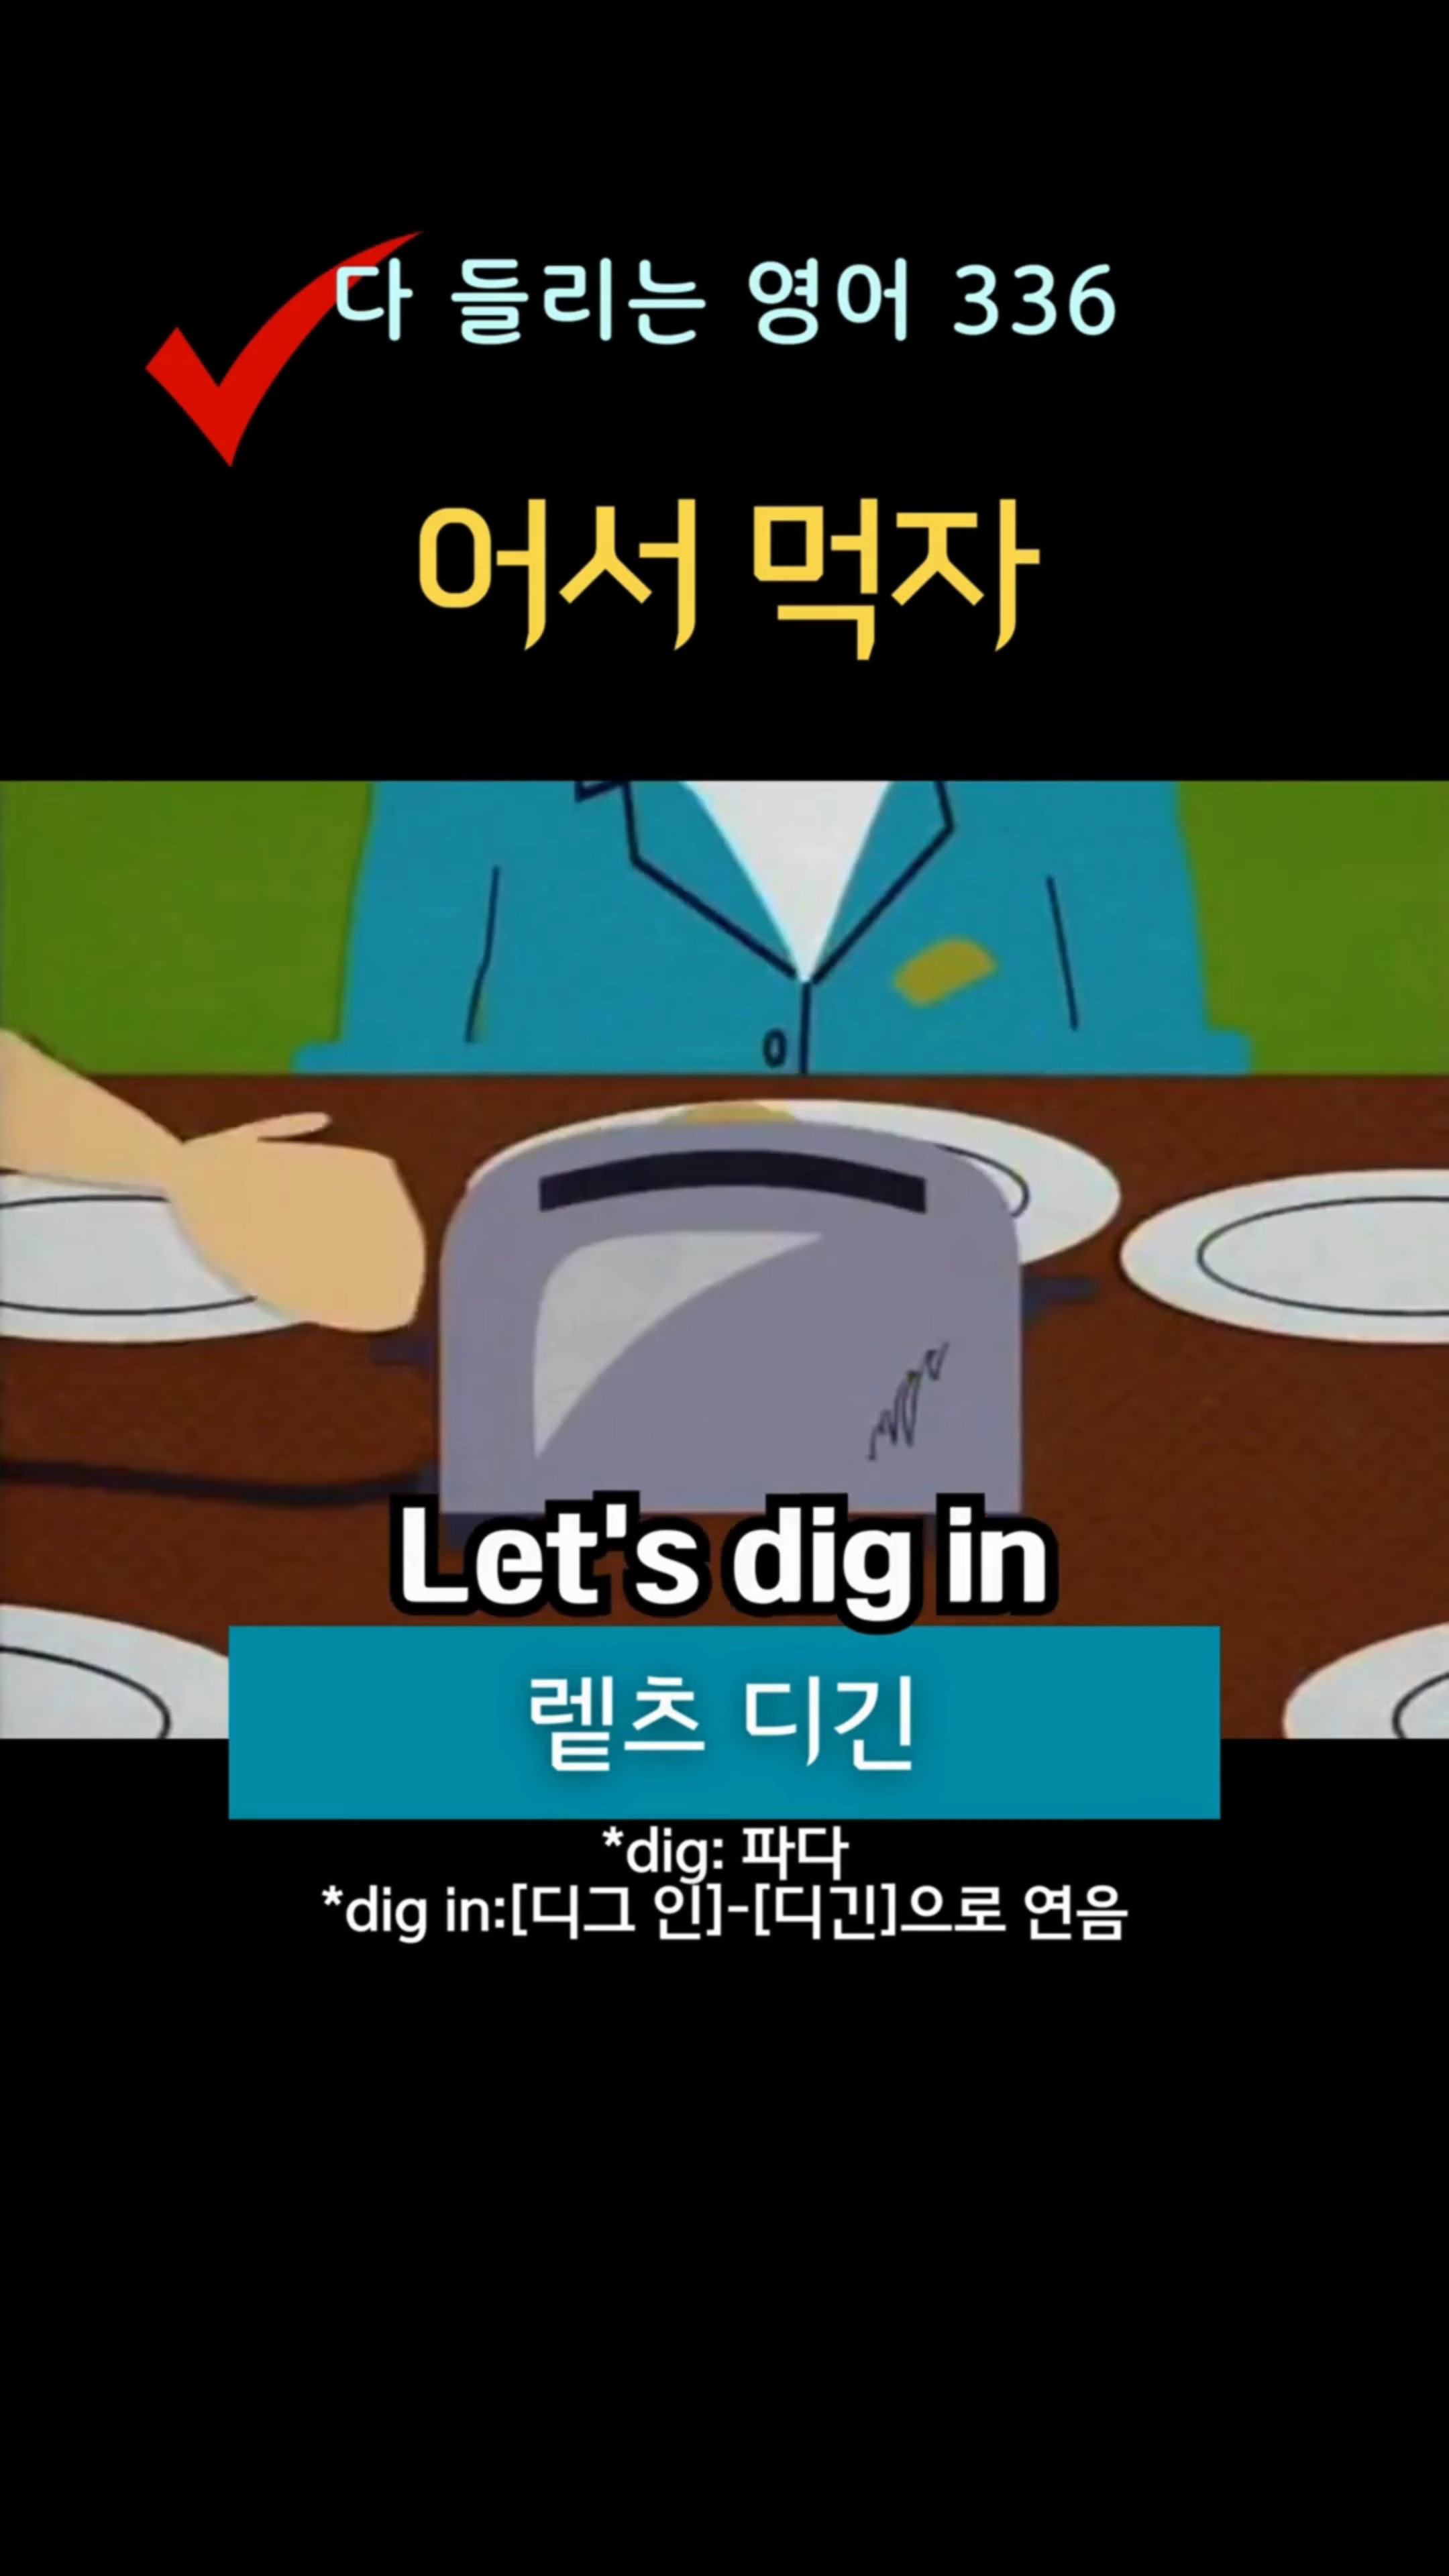 다 들리는 영어 336
어서 먹자
Let's dig in
렡츠 디긴
*dig: 파다
*dig in:[디그 인]-[디긴]으로 연음